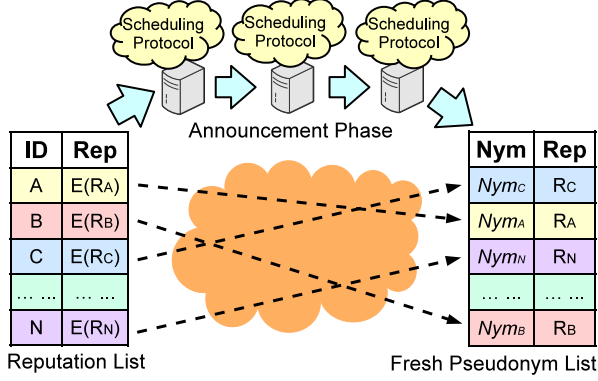 Scheduling
Protocol
Scheduling
Protocol
Scheduling
Protocol
Announcement Phase
ID Rep
A E(RA)
B E(RB)
C E(RC)
... ... ... ...
N E(RN)
Reputation List
Nym Rep
NymC RC
NymA RA
NymN RN
... ... ... ...
NymB RB
Fresh Pseudonym List